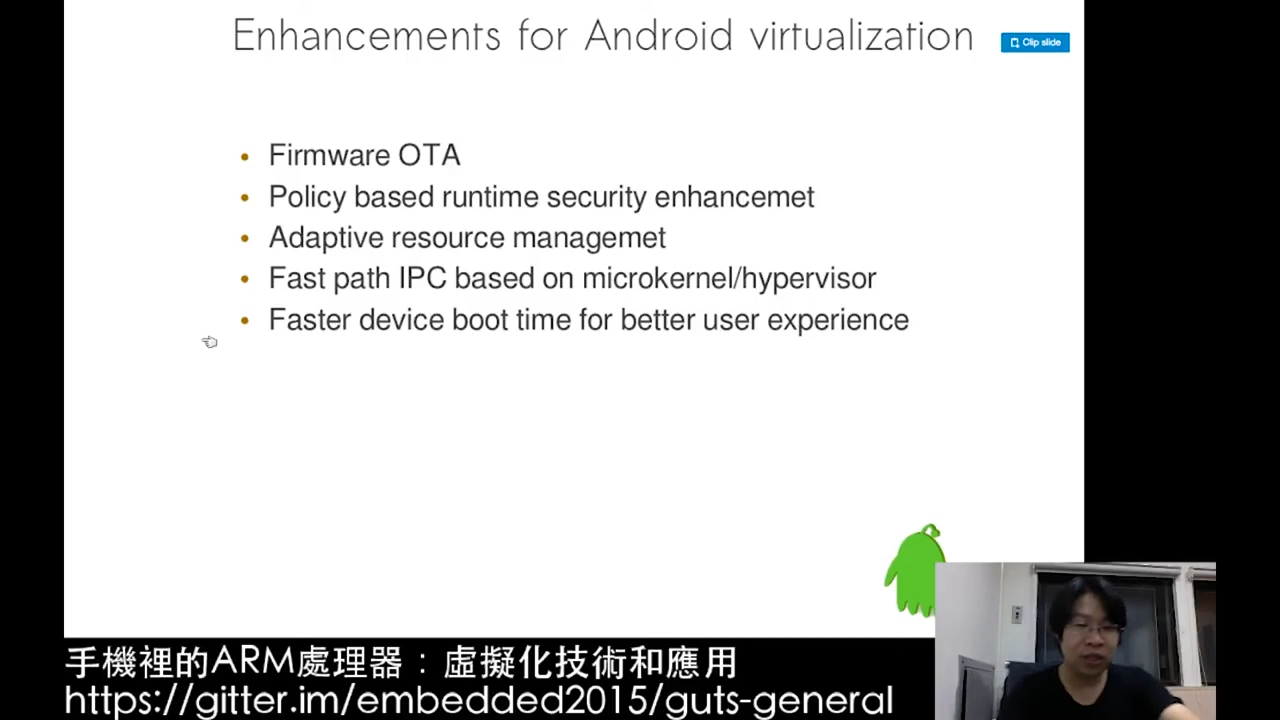 Enhancements for Android virtualization
Clip slide
• Firmware OTA
• Policy based runtime security enhancemet
• Adaptive resource managemet
• Fast path IPC based on microkernel/hypervisor
• Faster device boot time for better user experience
手機裡的ARM處理器：虛擬化技術和應用
https://gitter.im/embedded2015/guts-general